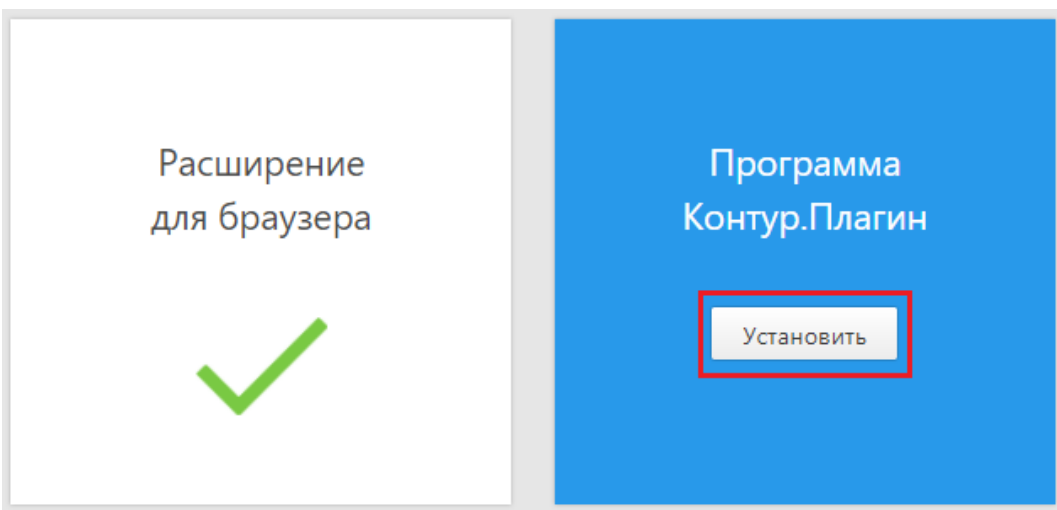 Расширение
для браузера
Программа
Контур.Плагин
Установить